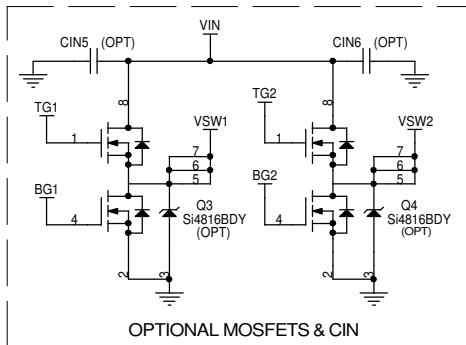 VIN
CIN5 (OPT)
CIN6 (OPT)
8
8
TG1
TG2
1
1
VSW1
VSW2
7
6
5
7
6
5
BG1
BG2
4
4
Q3
Si4816BDY
(OPT)
Q4
Si4816BDY
(OPT)
2
3
2
3
OPTIONAL MOSFETS & CIN